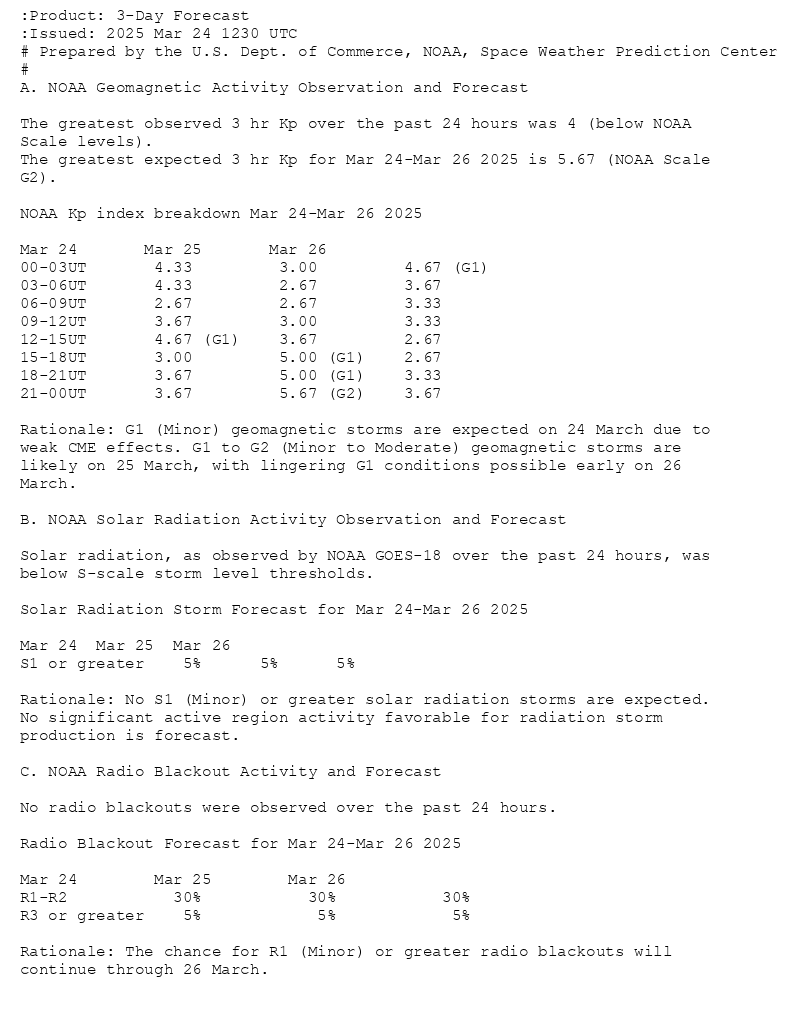 :Product: 3-Day Forecast
:Issued: 2025 Mar 24 1230 UTC
# Prepared by the U.S. Dept. of Commerce, NOAA, Space Weather Prediction Center
#
A. NOAA Geomagnetic Activity Observation and Forecast

The greatest observed 3 hr Kp over the past 24 hours was 4 (below NOAA
Scale levels).
The greatest expected 3 hr Kp for Mar 24-Mar 26 2025 is 5.67 (NOAA Scale
G2).

NOAA Kp index breakdown Mar 24-Mar 26 2025

Mar 24       Mar 25       Mar 26
00-03UT       4.33         3.00         4.67 (G1)
03-06UT       4.33         2.67         3.67
06-09UT       2.67         2.67         3.33
09-12UT       3.67         3.00         3.33
12-15UT       4.67 (G1)    3.67         2.67
15-18UT       3.00         5.00 (G1)    2.67
18-21UT       3.67         5.00 (G1)    3.33
21-00UT       3.67         5.67 (G2)    3.67

Rationale: G1 (Minor) geomagnetic storms are expected on 24 March due to
weak CME effects. G1 to G2 (Minor to Moderate) geomagnetic storms are
likely on 25 March, with lingering G1 conditions possible early on 26
March.

B. NOAA Solar Radiation Activity Observation and Forecast

Solar radiation, as observed by NOAA GOES-18 over the past 24 hours, was
below S-scale storm level thresholds.

Solar Radiation Storm Forecast for Mar 24-Mar 26 2025

Mar 24  Mar 25  Mar 26
S1 or greater    5%      5%      5%

Rationale: No S1 (Minor) or greater solar radiation storms are expected.
No significant active region activity favorable for radiation storm
production is forecast.

C. NOAA Radio Blackout Activity and Forecast

No radio blackouts were observed over the past 24 hours.

Radio Blackout Forecast for Mar 24-Mar 26 2025

Mar 24        Mar 25        Mar 26
R1-R2           30%           30%           30%
R3 or greater    5%            5%            5%

Rationale: The chance for R1 (Minor) or greater radio blackouts will
continue through 26 March.